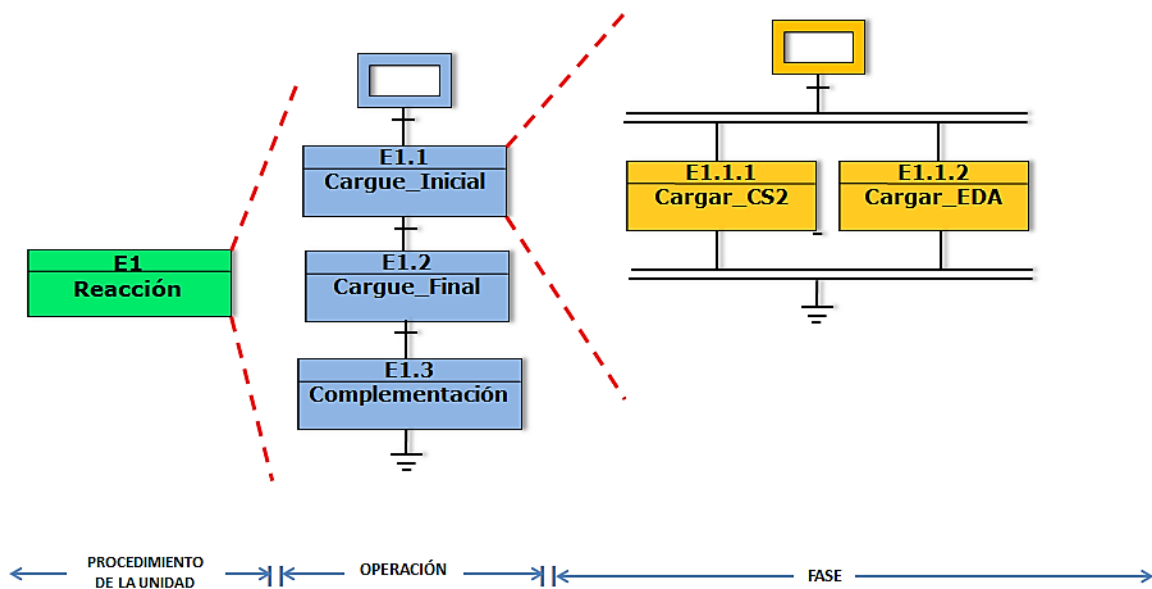 E1
Reacción
E1.1
Cargue_Inicial
E1.2
Cargue_Final
E1.3
Complementación
E1.1.1
Cargar_CS2
E1.1.2
Cargar_EDA
PROCEDIMIENTO
DE LA UNIDAD
OPERACIÓN
FASE